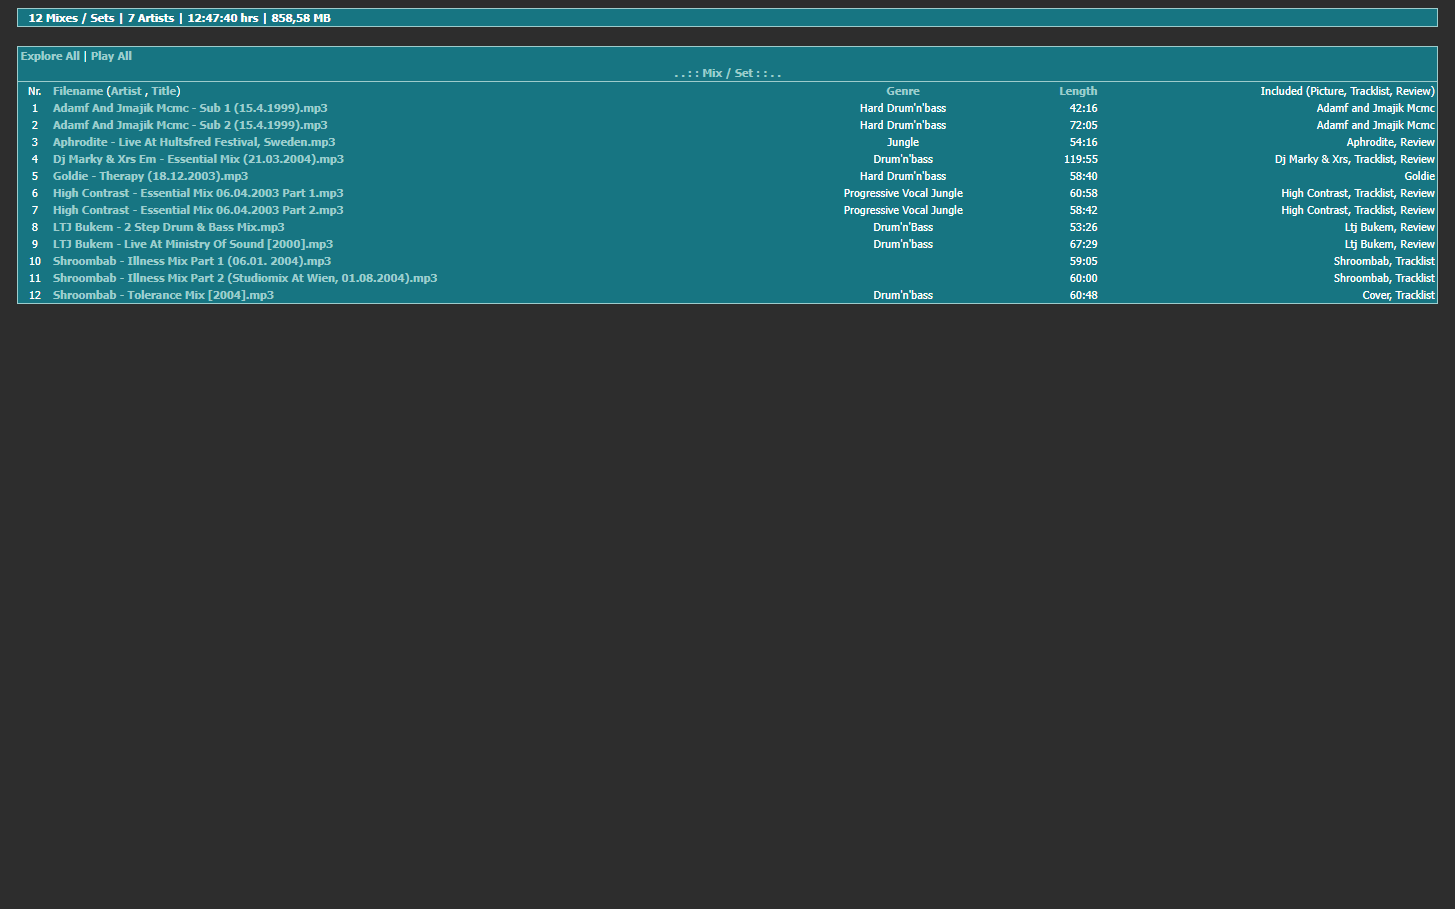 12 Mixes / Sets | 7 Artists | 12:47:40 hrs | 858,58 MB
Explore All | Play All
. . : : Mix / Set : : . .
Nr. Filename (Artist , Title) Genre Length Included (Picture, Tracklist, Review)
1 Adamf And Jmajik Mcmc - Sub 1 (15.4.1999).mp3 Hard Drum'n'bass 42:16 Adamf and Jmajik Mcmc
2 Adamf And Jmajik Mcmc - Sub 2 (15.4.1999).mp3 Hard Drum'n'bass 72:05 Adamf and Jmajik Mcmc
3 Aphrodite - Live At Hultsfred Festival, Sweden.mp3 Jungle 54:16 Aphrodite, Review
4 Dj Marky & Xrs Em - Essential Mix (21.03.2004).mp3 Drum'n'bass 119:55 Dj Marky & Xrs, Tracklist, Review
5 Goldie - Therapy (18.12.2003).mp3 Hard Drum'n'bass 58:40 Goldie
6 High Contrast - Essential Mix 06.04.2003 Part 1.mp3 Progressive Vocal Jungle 60:58 High Contrast, Tracklist, Review
7 High Contrast - Essential Mix 06.04.2003 Part 2.mp3 Progressive Vocal Jungle 58:42 High Contrast, Tracklist, Review
8 LTJ Bukem - 2 Step Drum & Bass Mix.mp3 Drum'n'Bass 53:26 Ltj Bukem, Review
9 LTJ Bukem - Live At Ministry Of Sound [2000].mp3 Drum'n'bass 67:29 Ltj Bukem, Review
10 Shroombab - Illness Mix Part 1 (06.01. 2004).mp3 59:05 Shroombab, Tracklist
11 Shroombab - Illness Mix Part 2 (Studiomix At Wien, 01.08.2004).mp3 60:00 Shroombab, Tracklist
12 Shroombab - Tolerance Mix [2004].mp3 Drum'n'bass 60:48 Cover, Tracklist